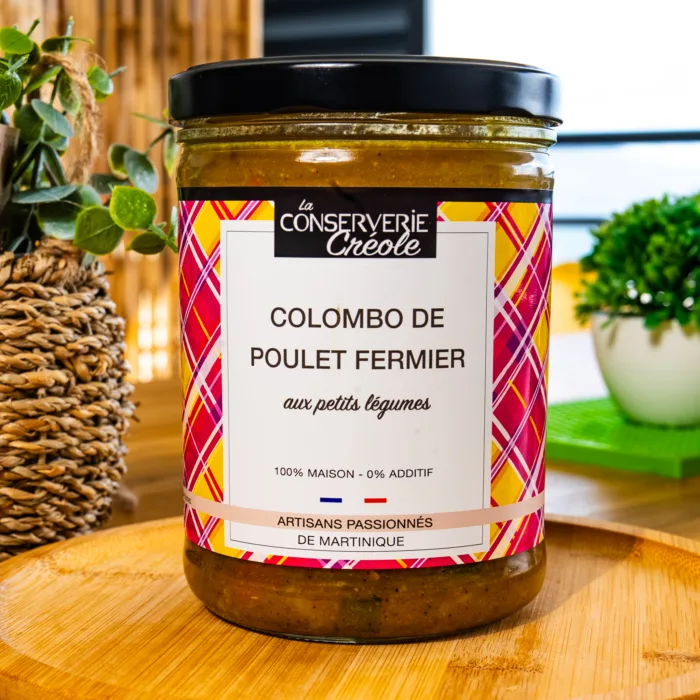 la
CONSERVERIE
Créole
COLOMBO DE
POULET FERMIER
aux petits légumes
100% MAISON - 0% ADDITIF
ARTISANS PASSIONNÉS
DE MARTINIQUE